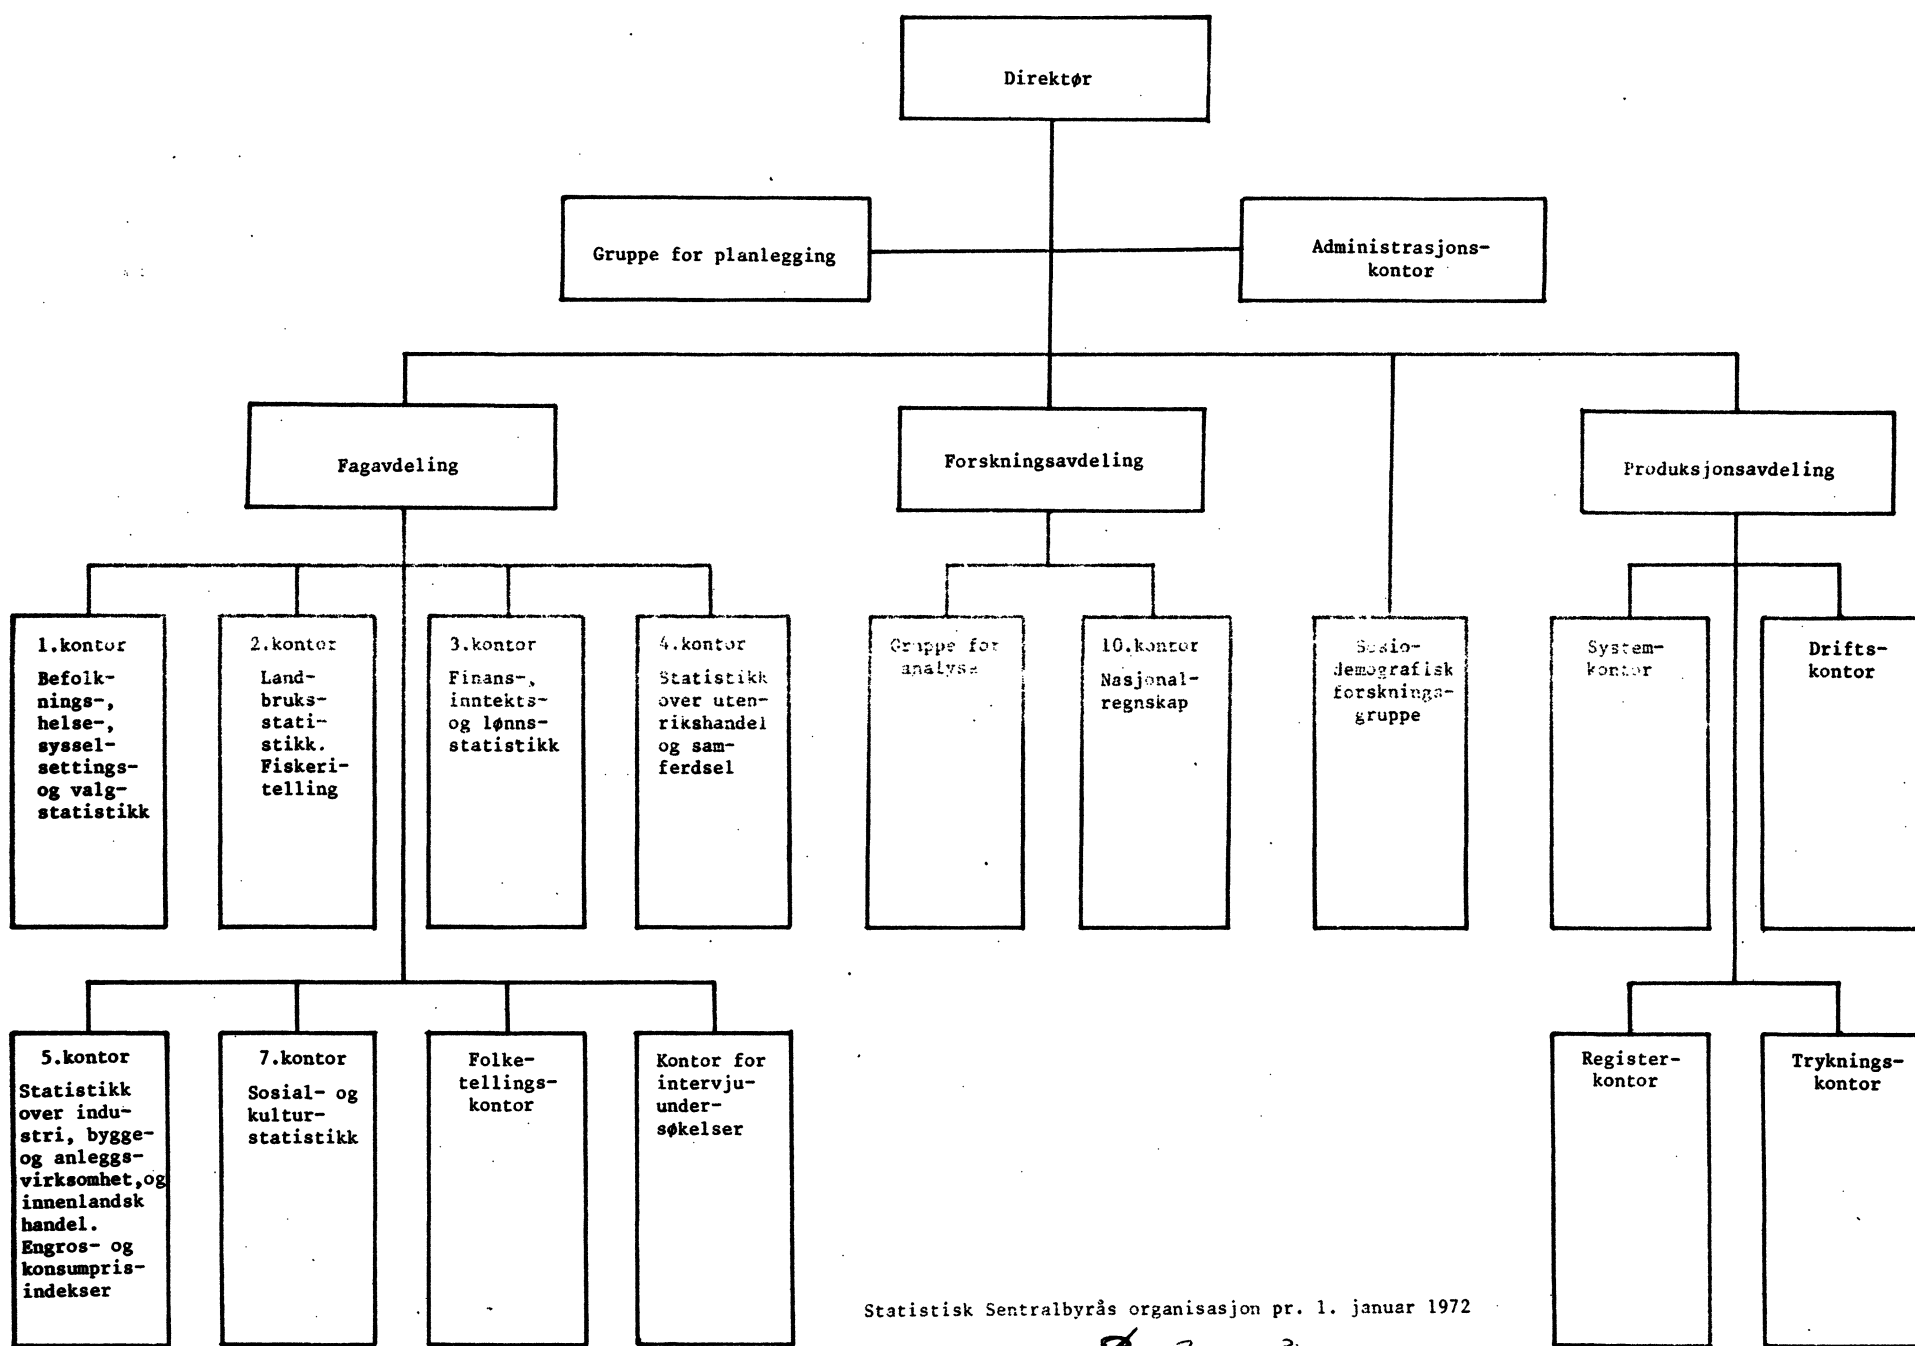 Direktør
Gruppe for planlegging
Administrasjons-
kontor
Fagavdeling
Forskningsavdeling
Produksjonsavdeling
1.kontor
Befolk-
nings-,
helse-,
syssel-
settings-
og valg-
statistikk
2.kontor
Land-
bruks-
stati-
stikk.
Fiskeri-
telling
3.kontor
Finans-,
inntekts-
og lønns-
statistikk
4.kontor
Statistikk
over uten-
rikshandel
og sam-
ferdsel
Gruppe for
analyse
10.kontor
Nasjonal-
regnskap
Sosio-
demografisk
forsknings-
gruppe
System-
kontor
Drifts-
kontor
5.kontor
Statistikk
over indu-
stri, bygge-
og anleggs-
virksomhet,og
innenlandsk
handel.
Engros- og
konsumpris-
indekser
7.kontor
Sosial- og
kultur-
statistikk
Folke-
tellings-
kontor
Kontor for
intervju-
under-
søkelser
Register-
kontor
Tryknings-
kontor
Statistisk Sentralbyrås organisasjon pr. 1. januar 1972